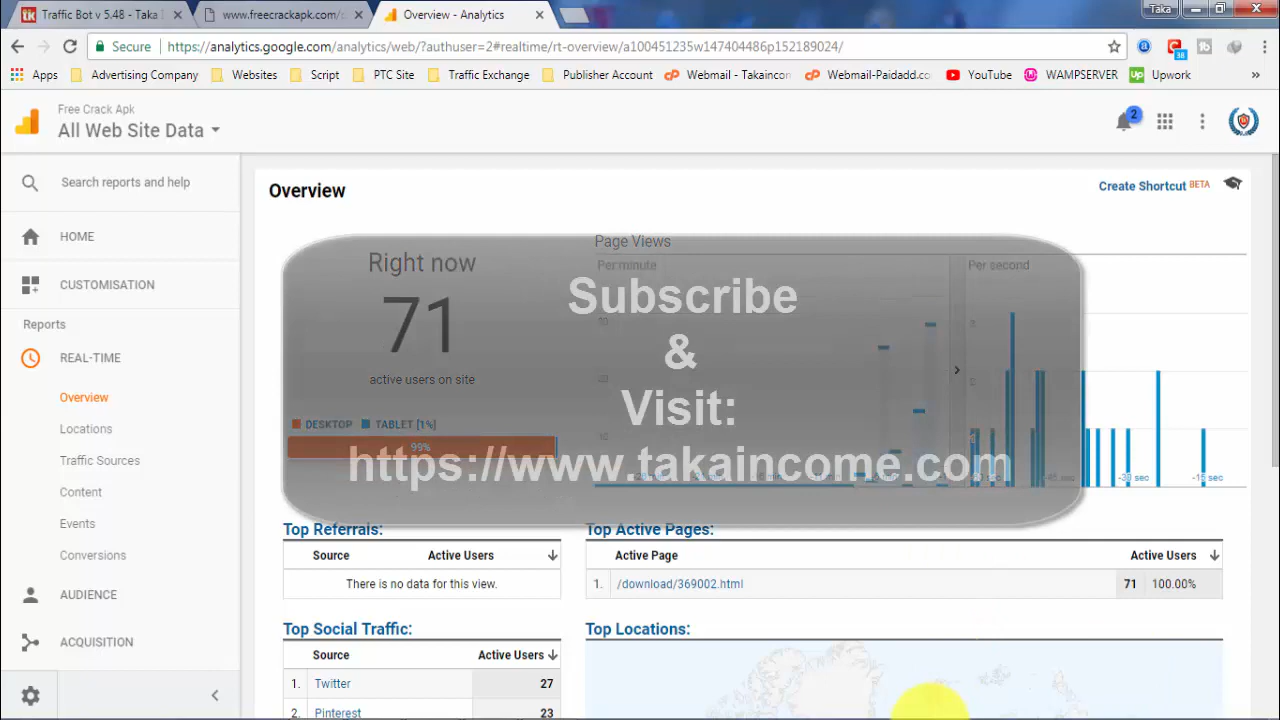 Traffic Bot v 5.48 - Taka
www.freecrackapk.com/
Overview - Analytics
Taka
Secure
https://analytics.google.com/analytics/web/?authuser=2#realtime/rt-overview/a100451235w147404486p152189024/
38
Apps
Advertising Company
Websites
Script
PTC Site
Traffic Exchange
Publisher Account
Webmail - Takaincon
Webmail-Paidadd.co
YouTube
WAMPSERVER
Up
Upwork
»
Free Crack Apk
All Web Site Data
2
Search reports and help
HOME
CUSTOMISATION
Reports
REAL-TIME
Overview
Locations
Traffic Sources
Content
Events
Conversions
AUDIENCE
ACQUISITION
Overview
Create Shortcut BETA
Right now
71
active users on site
DESKTOP
TABLET [1%]
99%
Page Views
Per minute
Per second
-30 sec
-15 sec
Subscribe
&
Visit:
https://www.takaincome.com
Top Referrals:
Source Active Users
There is no data for this view.
Top Active Pages:
Active Page Active Users
1. /download/369002.html 71 100.00%
Top Social Traffic:
Source Active Users
1. Twitter 27
2. Pinterest 23
Top Locations: